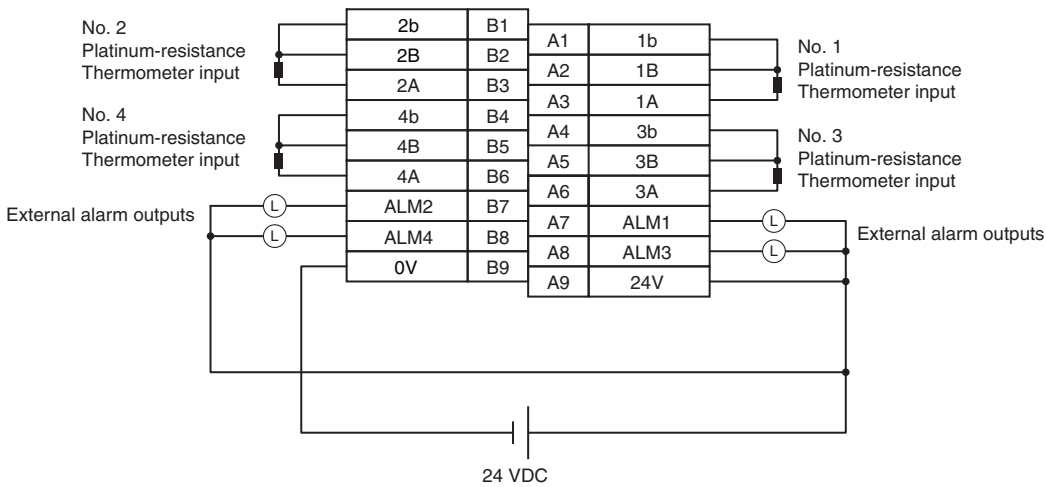 No. 2
Platinum-resistance
Thermometer input
No. 4
Platinum-resistance
Thermometer input
External alarm outputs
L
L
2b B1
2B B2
2A B3
4b B4
4B B5
4A B6
ALM2 B7
ALM4 B8
0V B9
A1 1b
A2 1B
A3 1A
A4 3b
A5 3B
A6 3A
A7 ALM1
A8 ALM3
A9 24V
L
L
No. 1
Platinum-resistance
Thermometer input
No. 3
Platinum-resistance
Thermometer input
External alarm outputs
24 VDC